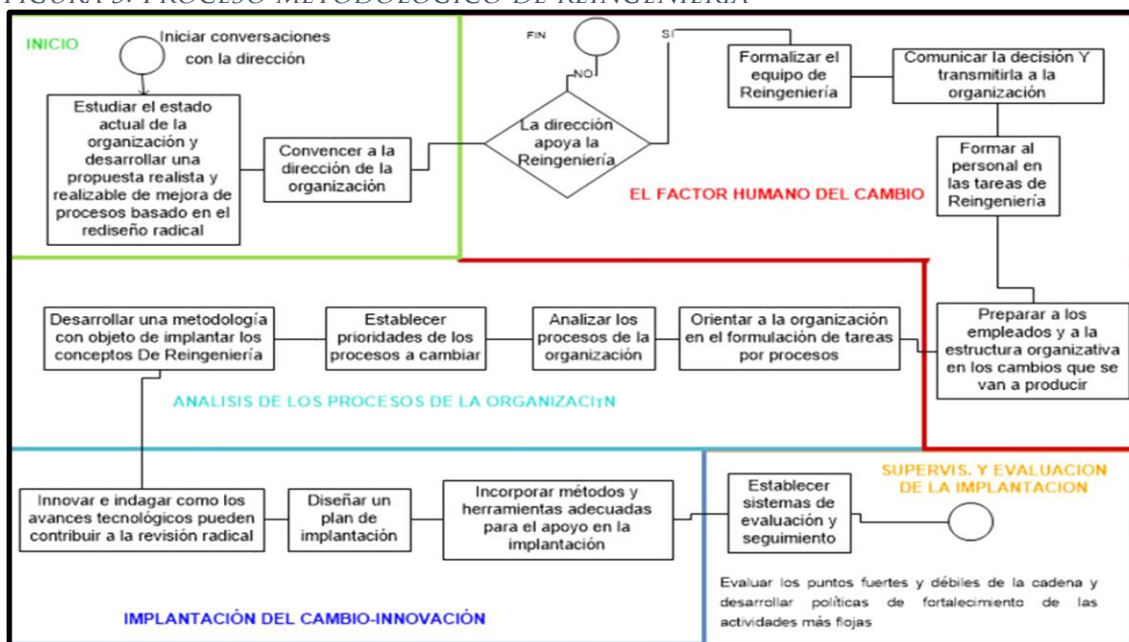 FIGURA 3. PROCESO METODOLÓGICO DE REINGENIERÍA
INICIO
Iniciar conversaciones
con la dirección
Estudiar el estado
actual de la
organización y
desarrollar una
propuesta realista y
realizable de mejora de
procesos basado en el
rediseño radical
Convencer a la
dirección de la
organización
FIN
NO
SI
La dirección
apoya la
Reingeniería
Formalizar el
equipo de
Reingeniería
Comunicar la decisión Y
transmitirla a la
organización
Formar al
personal en
las tareas de
Reingeniería
EL FACTOR HUMANO DEL CAMBIO
Preparar a los
empleados y a la
estructura organizativa
en los cambios que se
van a producir
Orientar a la organización
en el formulación de tareas
por procesos
Analizar los
procesos de la
organización
Establecer
prioridades de los
procesos a cambiar
Desarrollar una metodología
con objeto de implantar los
conceptos De Reingeniería
ANALISIS DE LOS PROCESOS DE LA ORGANIZACIÓN
Innovar e indagar como los
avances tecnológicos pueden
contribuir a la revisión radical
Diseñar un
plan de
implantación
Incorporar métodos y
herramientas adecuadas
para el apoyo en la
implantación
IMPLANTACIÓN DEL CAMBIO-INNOVACIÓN
Establecer
sistemas de
evaluación y
seguimiento
SUPERVIS. Y EVALUACION
DE LA IMPLANTACION
Evaluar los puntos fuertes y débiles de la cadena y
desarrollar políticas de fortalecimiento de las
actividades más flojas